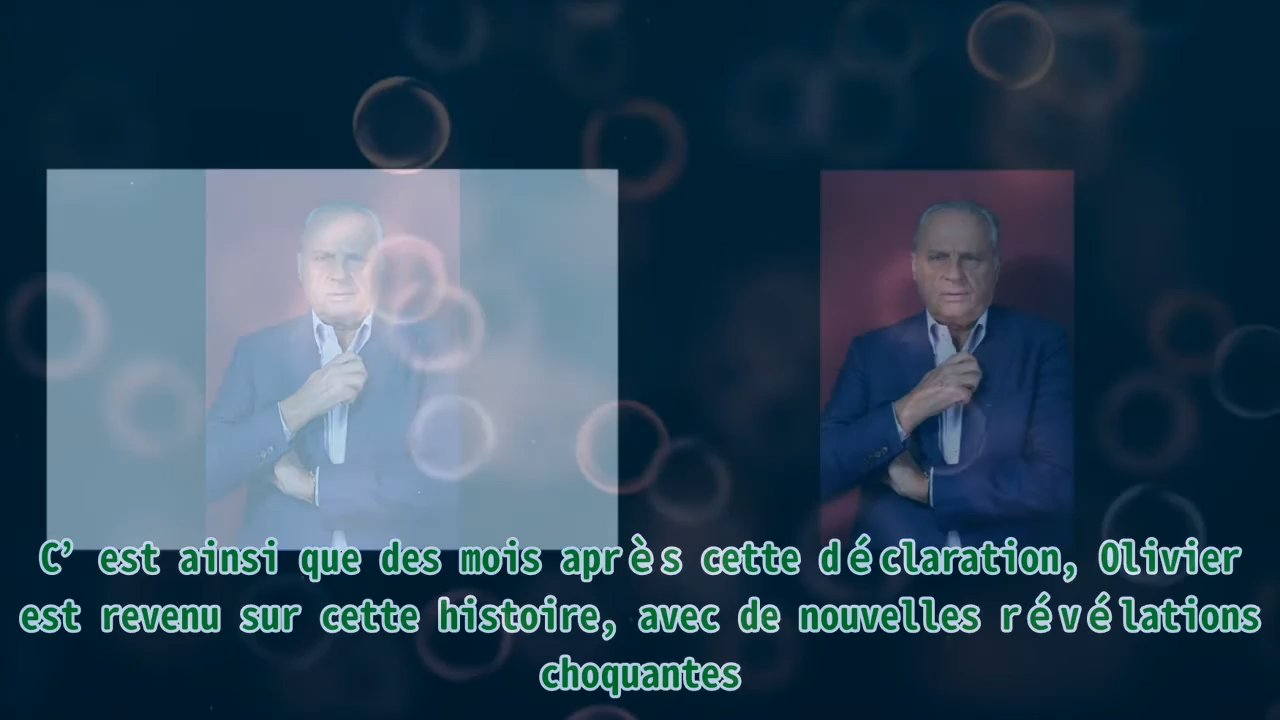 C’ est ainsi que des mois après cette déclaration, Olivier
est revenu sur cette histoire, avec de nouvelles révélations
choquantes